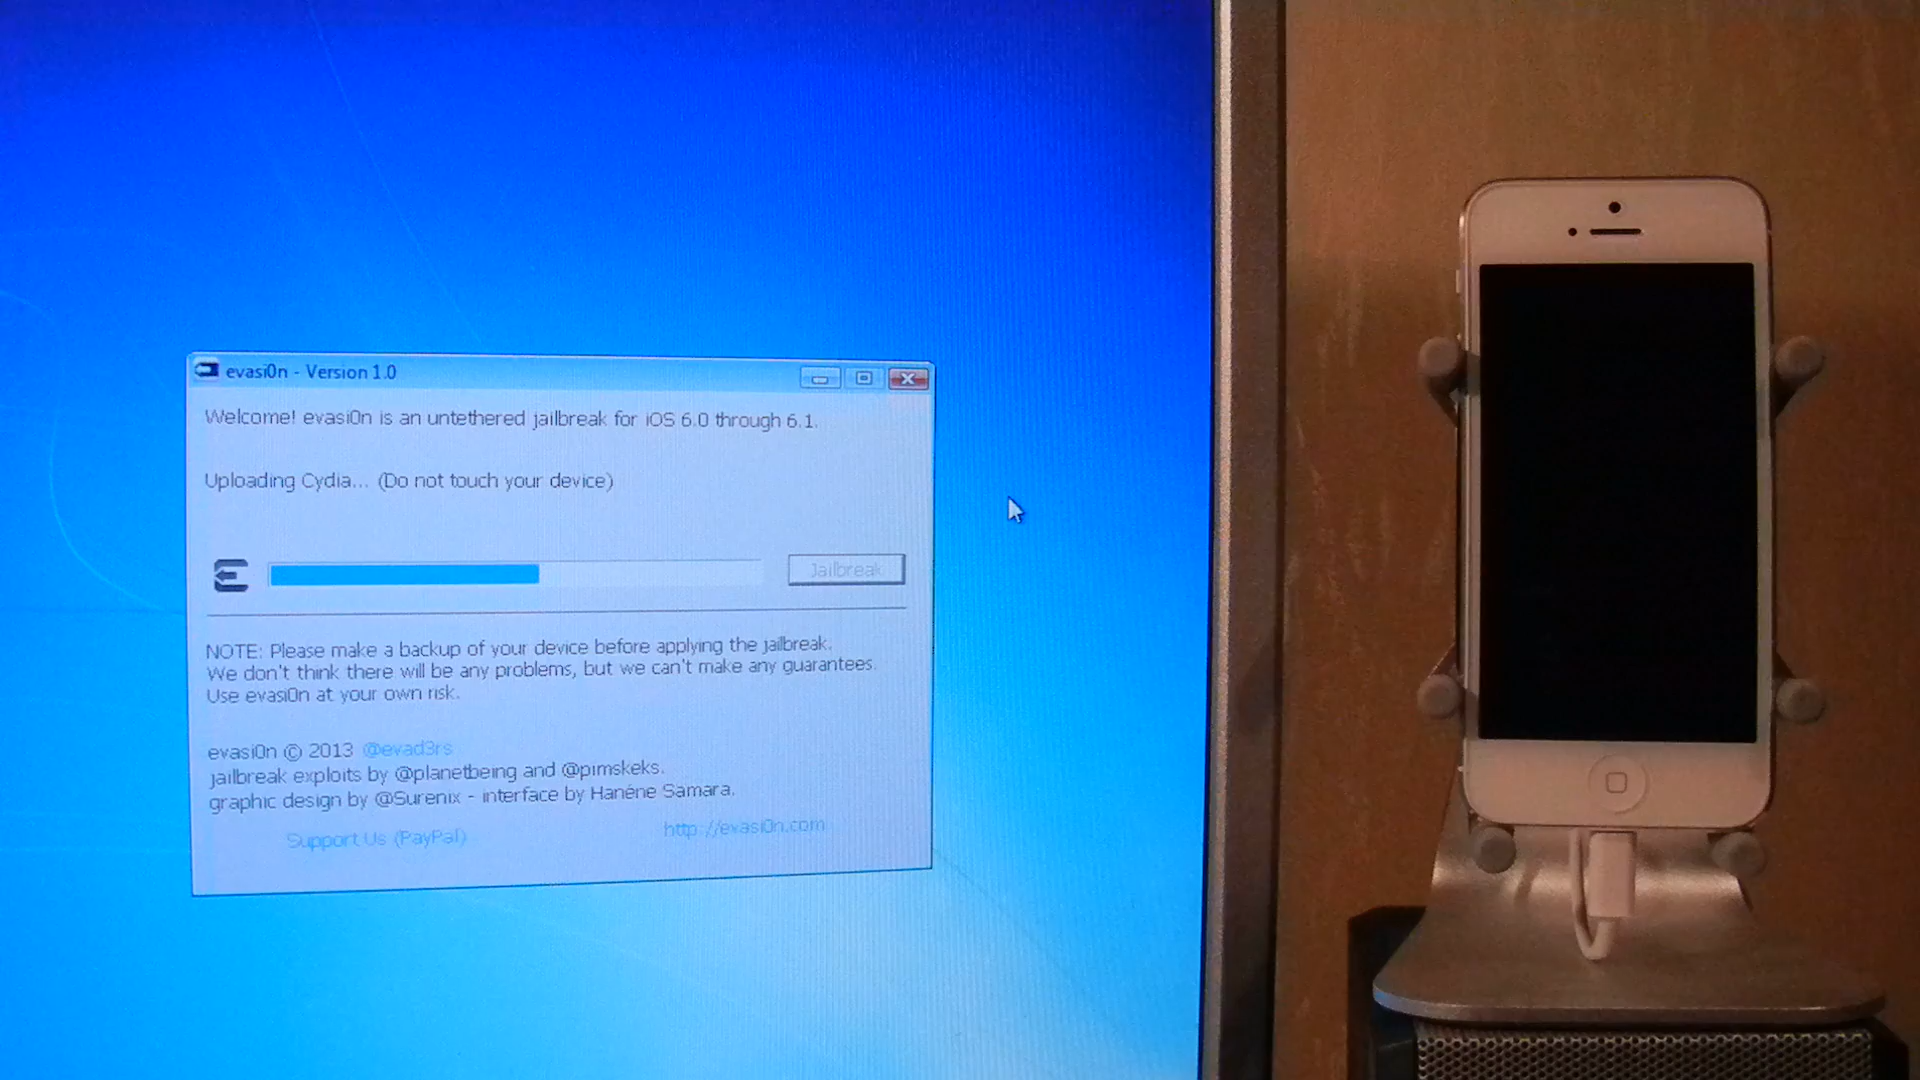 evasi0n - Version 1.0
Welcome! evasi0n is an untethered jailbreak for iOS 6.0 through 6.1.
Uploading Cydia... (Do not touch your device)
Jailbreak
NOTE: Please make a backup of your device before applying the jailbreak.
We don't think there will be any problems, but we can't make any guarantees.
Use evasi0n at your own risk.
evasi0n © 2013 @evad3rs
jailbreak exploits by @planetbeing and @pimskeks.
graphic design by @Surenix - interface by Hanéne Samara.
Support Us (PayPal)
http://evasi0n.com